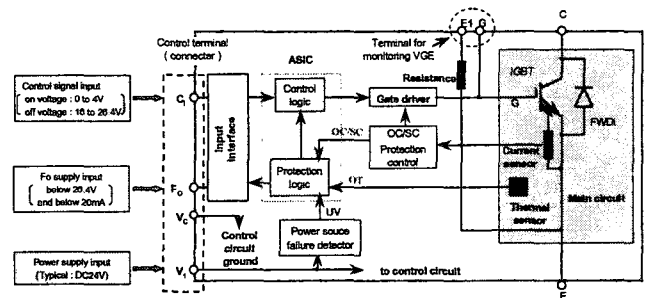 E1 G
C
Control terminal
( connecter )
Terminal for
monitoring VGE
ASIC
Resistance
IGBT
Control signal input
on voltage : 0 to 4V
off voltage : 16 to 26.4V
Ci
Input
Interface
Control
logic
Gate driver
G
FWDi
OC/SC
OC/SC
Protection
control
Current
sensor
Fo supply input
below 26.4V
and below 20mA
Fo
Protection
logic
OT
Thermal
sensor
Main circuit
Vc
UV
Control
circuit
ground
Power souce
failure detector
Power supply input
(Typical : DC24V)
V1
to control circuit
E